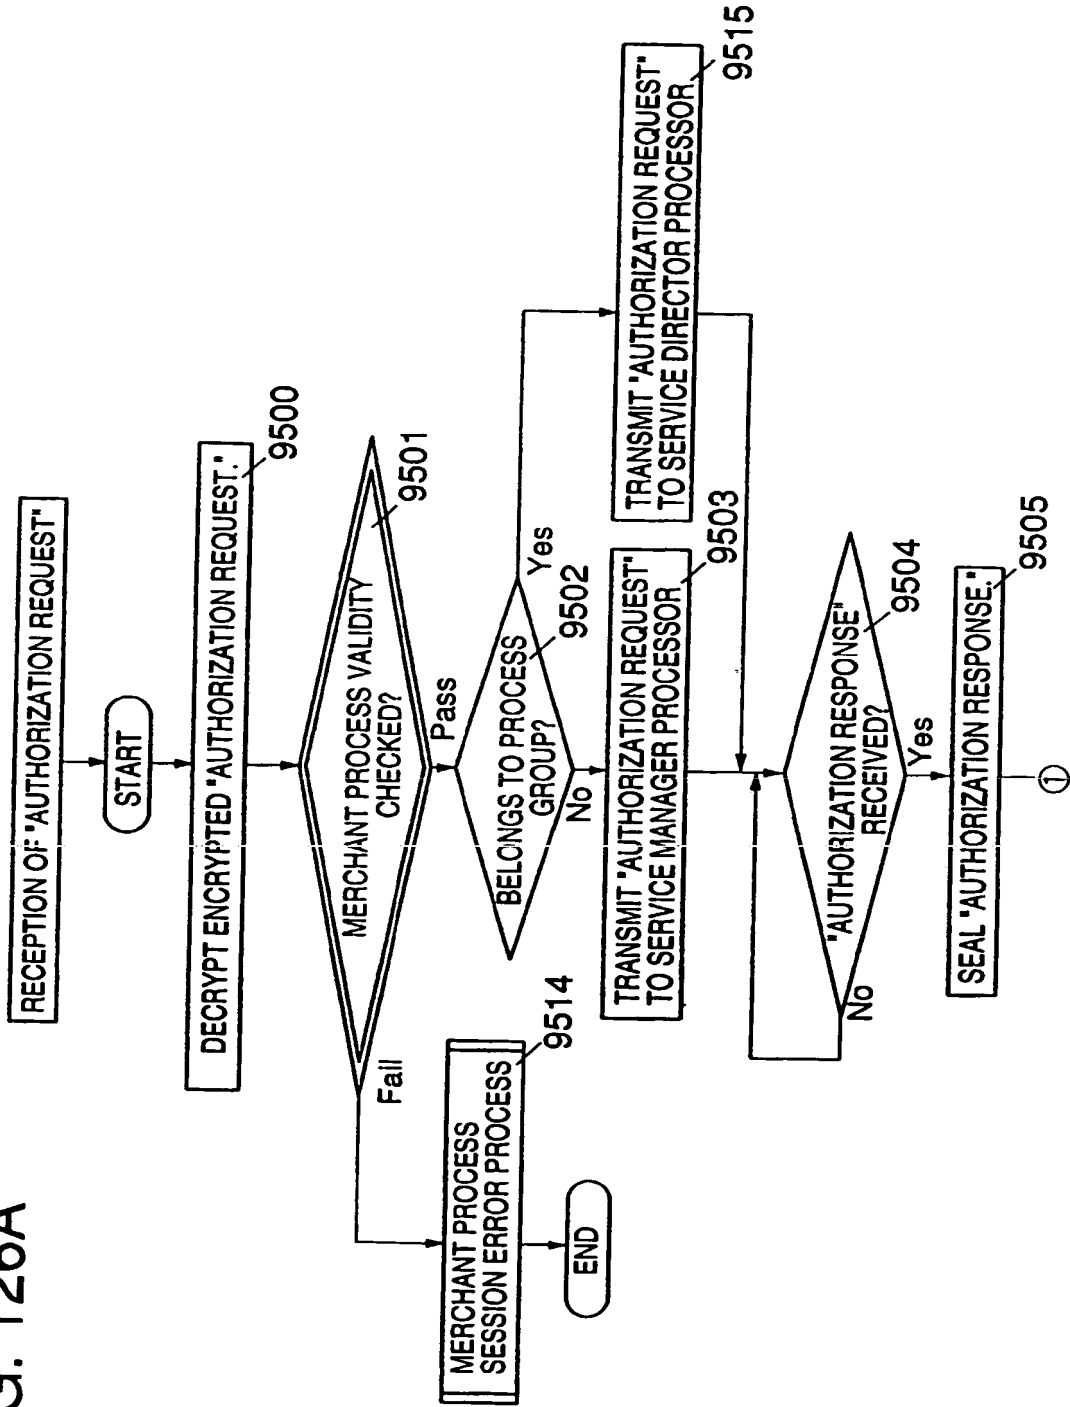 G. 126A
RECEPTION OF "AUTHORIZATION REQUEST"
START
DECRYPT ENCRYPTED "AUTHORIZATION REQUEST."
9500
MERCHANT PROCESS VALIDITY
CHECKED?
9501
Fail
Pass
MERCHANT PROCESS
SESSION ERROR PROCESS
9514
END
BELONGS TO PROCESS
GROUP?
9502
Yes
No
TRANSMIT "AUTHORIZATION REQUEST"
TO SERVICE MANAGER PROCESSOR
9503
TRANSMIT "AUTHORIZATION REQUEST"
TO SERVICE DIRECTOR PROCESSOR.
9515
"AUTHORIZATION RESPONSE"
RECEIVED?
9504
No
Yes
SEAL "AUTHORIZATION RESPONSE."
9505
1